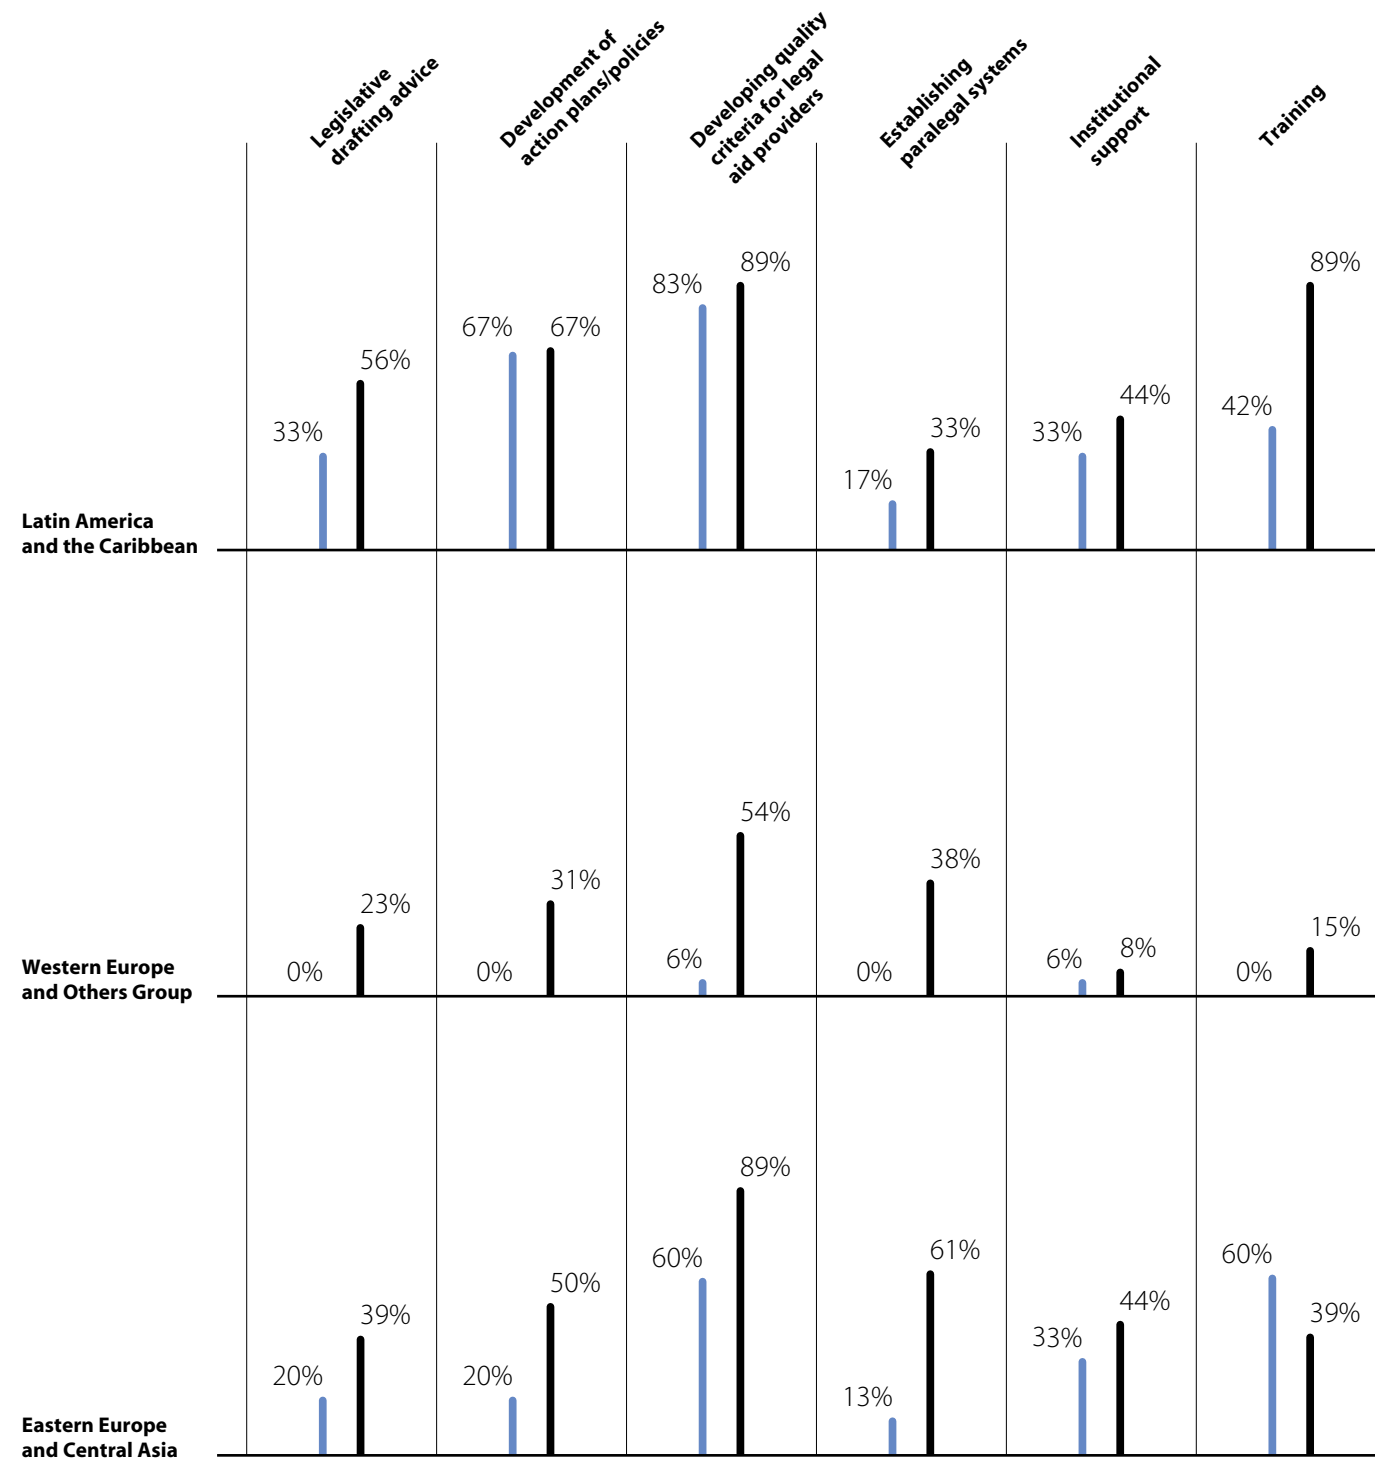 Legislative
drafting advice
Development of
action plans/policies
Developing quality
criteria for legal
aid providers
Establishing
paralegal systems
Institutional
support
Training
33%
56%
67%
67%
83%
89%
17%
33%
33%
44%
42%
89%
Latin America
and the Caribbean
0%
23%
0%
31%
6%
54%
0%
38%
6%
8%
0%
15%
Western Europe
and Others Group
20%
39%
20%
50%
60%
89%
13%
61%
33%
44%
60%
39%
Eastern Europe
and Central Asia